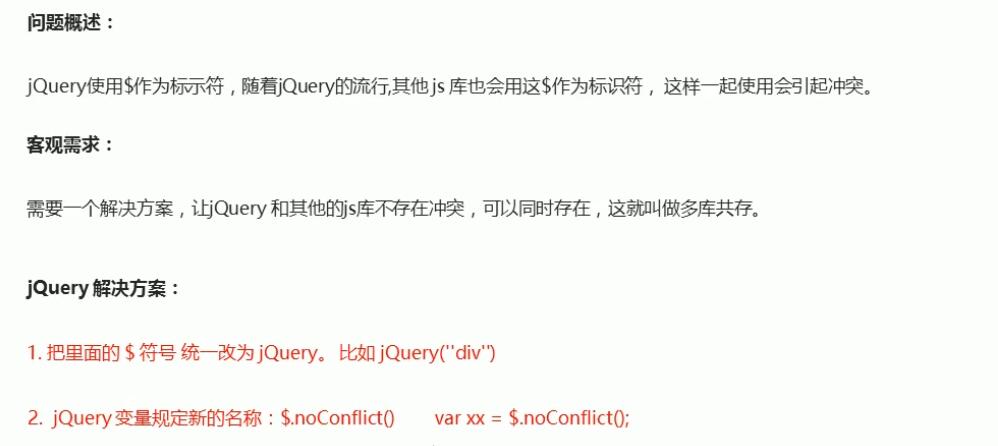 问题概述：
jQuery使用$作为标示符，随着jQuery的流行,其他 js 库也会用这$作为标识符， 这样一起使用会引起冲突。
客观需求：
需要一个解决方案，让jQuery 和其他的js库不存在冲突，可以同时存在，这就叫做多库共存。
jQuery 解决方案：
1. 把里面的 $ 符号 统一改为 jQuery。 比如 jQuery(''div'')
2. jQuery 变量规定新的名称：$.noConflict() var xx = $.noConflict();